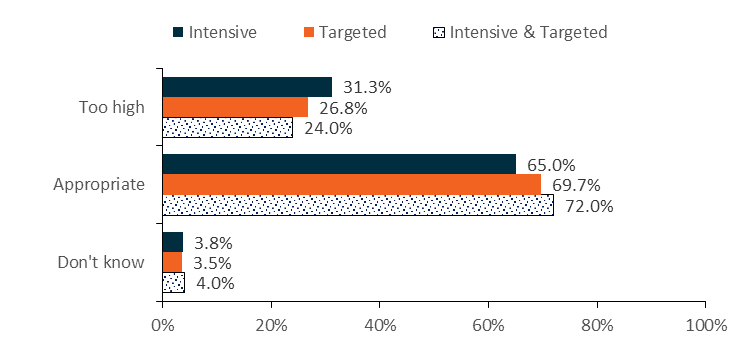 Intensive Targeted Intensive & Targeted
Too high 31.3%
26.8%
24.0%
Appropriate 65.0%
69.7%
72.0%
Don't know 3.8%
3.5%
4.0%
0% 20% 40% 60% 80% 100%